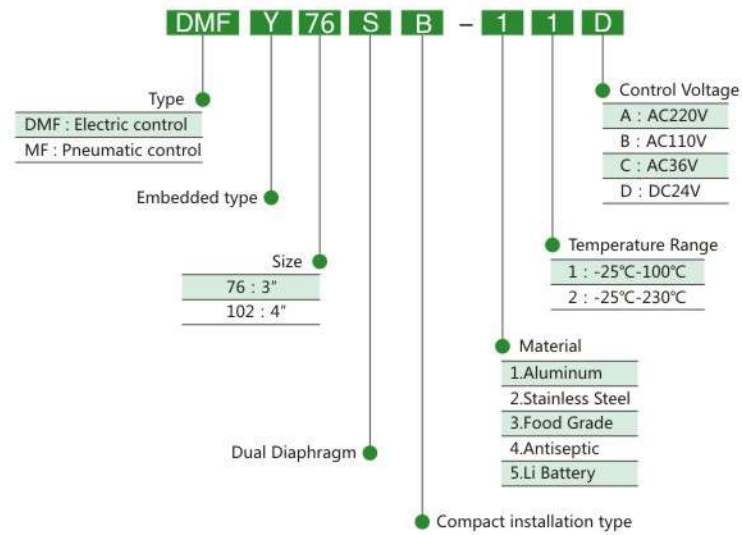 DMF Y 76 S B - 1 1 D
Control Voltage
A : AC220V
B : AC110V
C : AC36V
D : DC24V
Type
DMF : Electric control
MF : Pneumatic control
Embedded type
Temperature Range
1 : -25℃-100℃
2 : -25℃-230℃
Size
76 : 3"
102 : 4"
Material
1.Aluminum
2.Stainless Steel
3.Food Grade
4.Antiseptic
5.Li Battery
Dual Diaphragm
Compact installation type